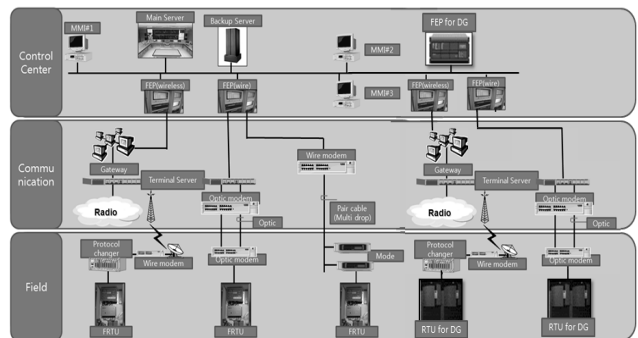 Control
Center
MMI#1
Main Server
Backup Server
MMI#2
MMI#3
FEP for DG
FEP(wireless)
FEP(wire)
FEP(wireless)
FEP(wire)
Commu
nication
Gateway
Terminal Server
Radio
Optic modem
Optic
Wire modem
Pair cable
(Multi drop)
Gateway
Terminal Server
Radio
Optic modem
Optic
Field
Protocol
changer
Wire modem
Optic modem
Mode
Protocol
changer
Wire modem
Optic modem
FRTU
FRTU
FRTU
RTU for DG
RTU for DG